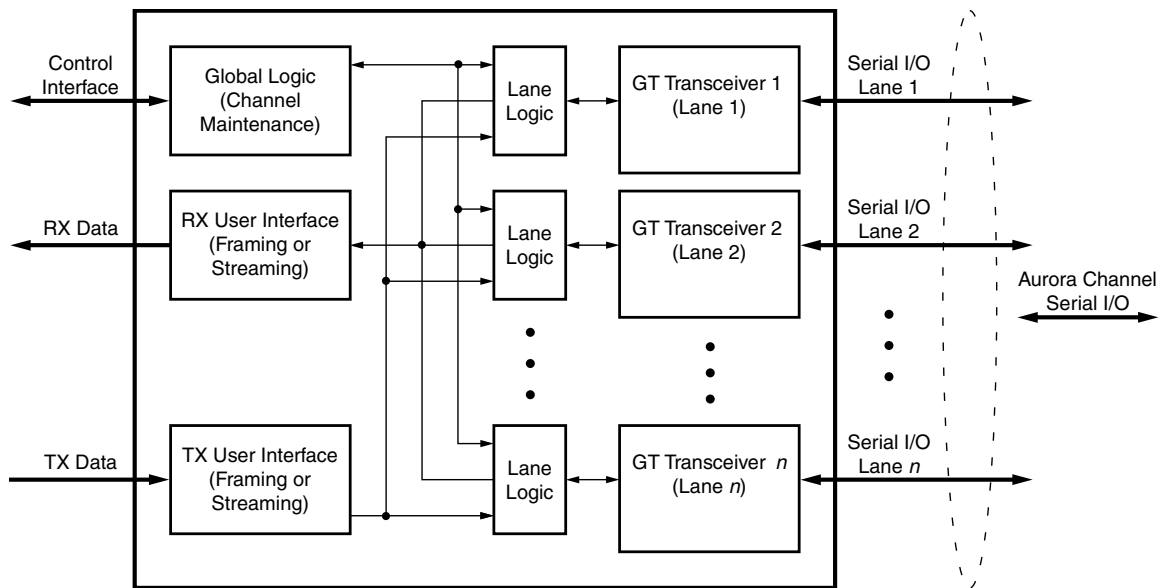 Control
Interface
Global Logic
(Channel
Maintenance)
Lane
Logic
GT Transceiver 1
(Lane 1)
Serial I/O
Lane 1
RX Data
RX User Interface
(Framing or
Streaming)
Lane
Logic
GT Transceiver 2
(Lane 2)
Serial I/O
Lane 2
Aurora Channel
Serial I/O
TX Data
TX User Interface
(Framing or
Streaming)
Lane
Logic
GT Transceiver n
(Lane n)
Serial I/O
Lane n